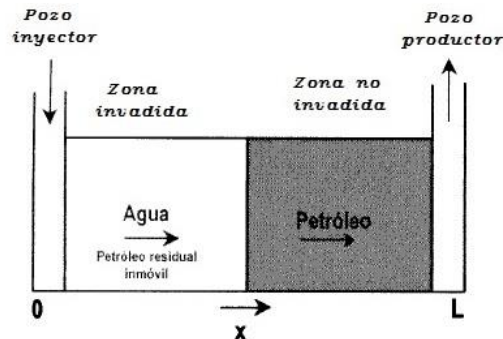 Pozo
inyector
Pozo
productor
Zona
invadida
Zona no
invadida
Agua
Petróleo residual
inmóvil
Petróleo
0
x
L